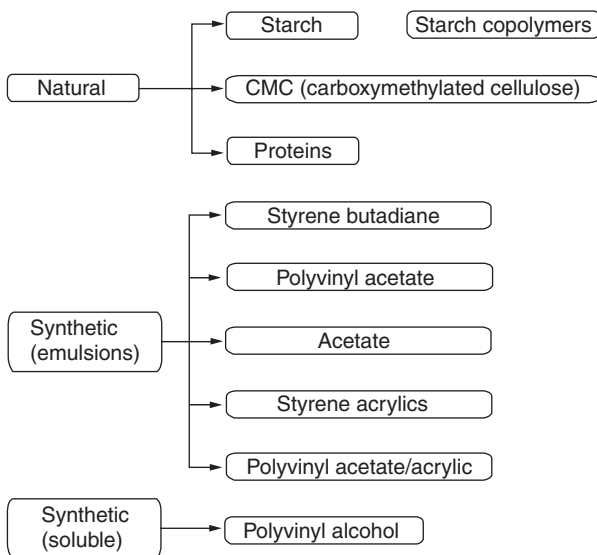 Starch
Starch copolymers
Natural
CMC (carboxymethylated cellulose)
Proteins
Styrene butadiane
Polyvinyl acetate
Synthetic
(emulsions)
Acetate
Styrene acrylics
Polyvinyl acetate/acrylic
Synthetic
(soluble)
Polyvinyl alcohol